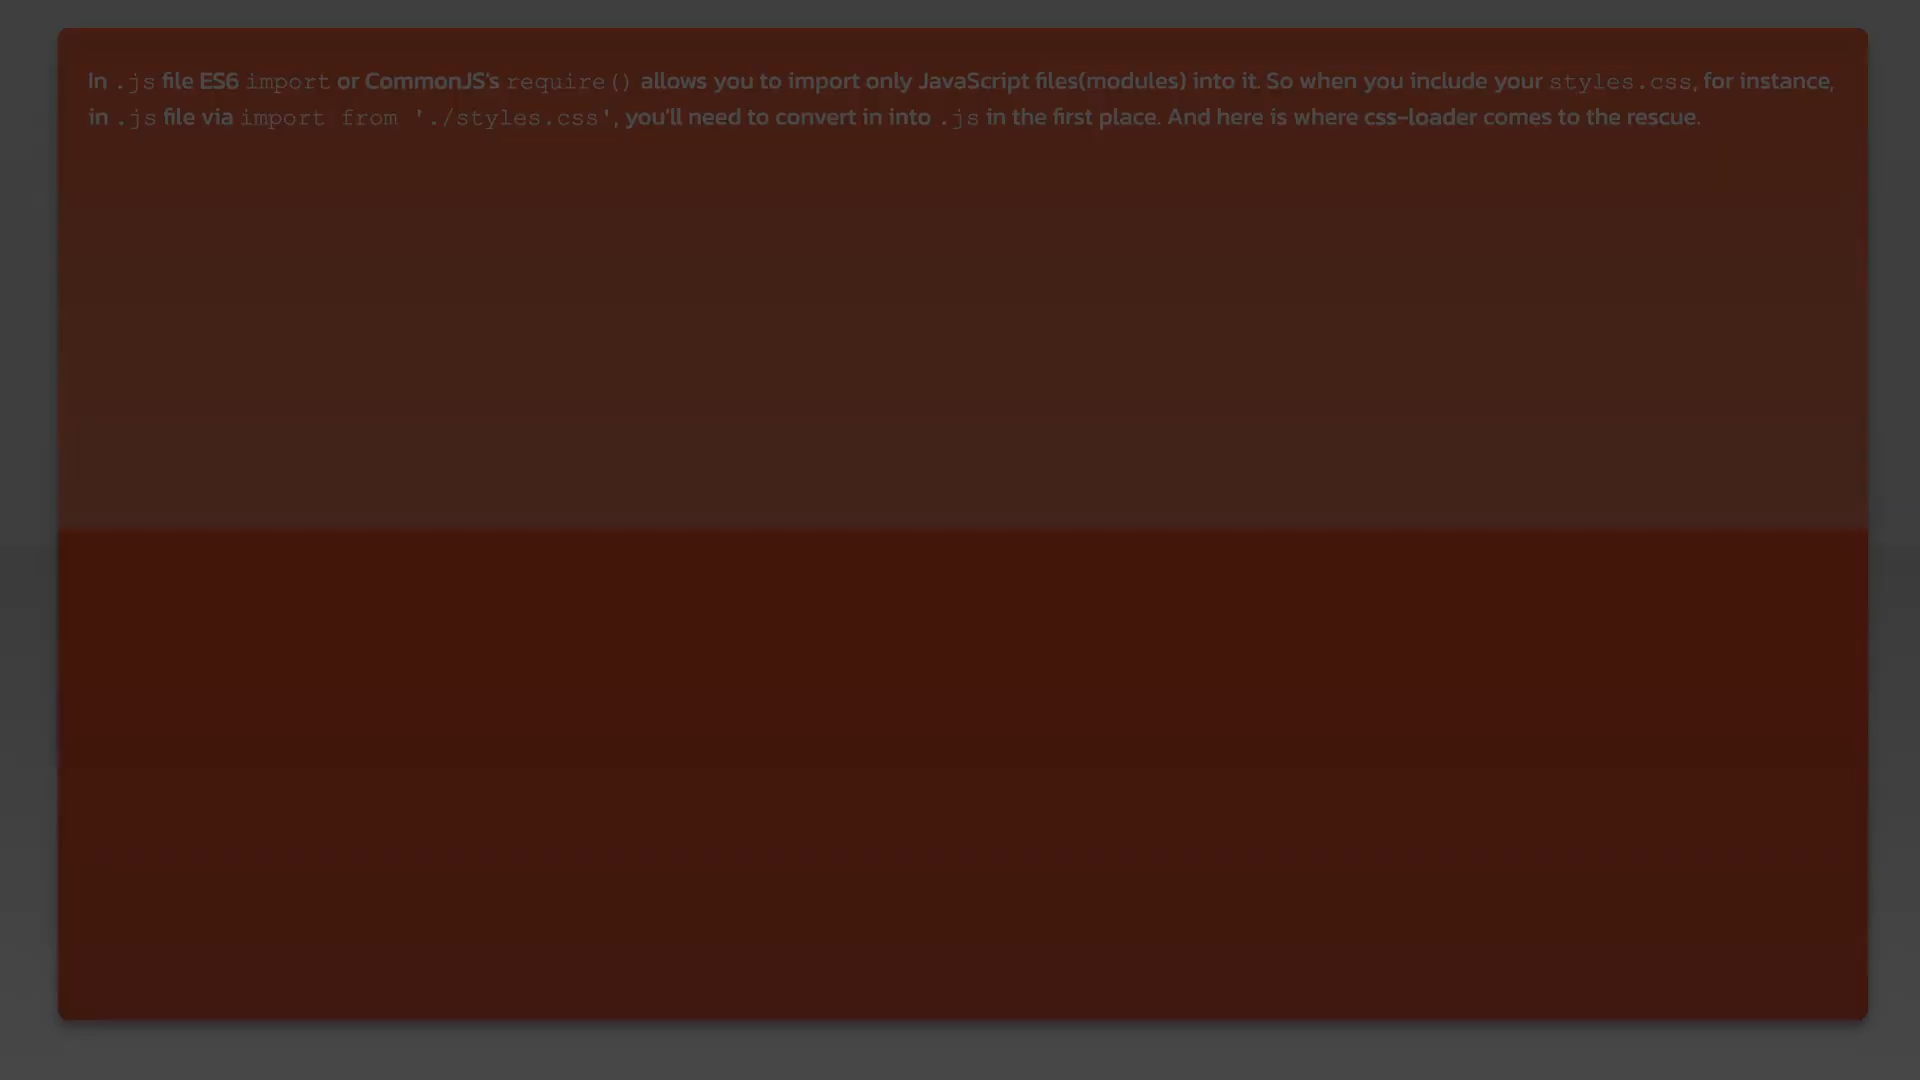 In .js file ES6 import or CommonJS's require() allows you to import only JavaScript files(modules) into it. So when you include your styles.css, for instance,
in .js file via import from './styles.css', you'll need to convert in into .js in the first place. And here is where css-loader comes to the rescue.